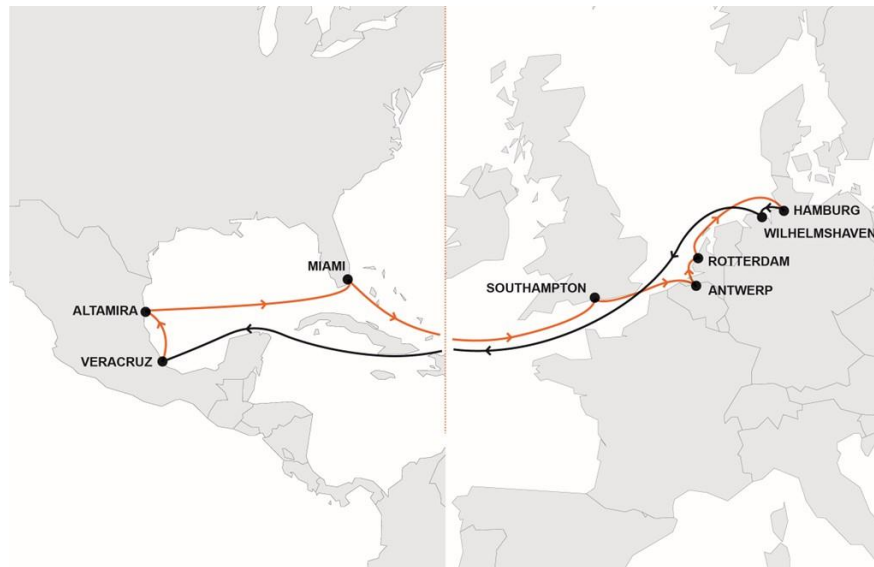 HAMBURG
WILHELMSHAVEN
ROTTERDAM
MIAMI
SOUTHAMPTON
ANTWERP
ALTAMIRA
VERACRUZ